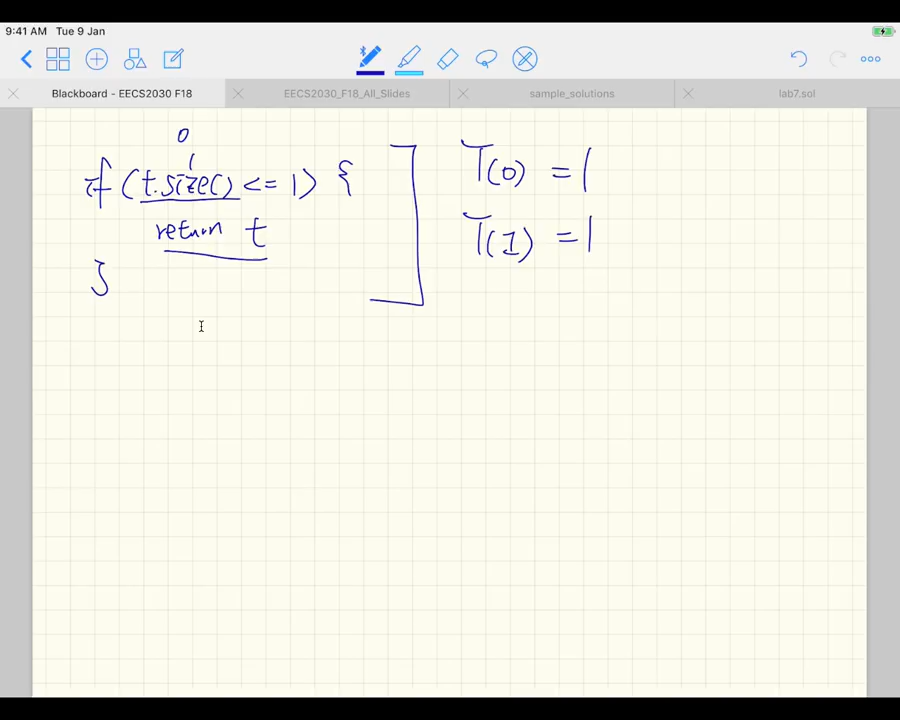 9:41 AM Tue 9 Jan
Blackboard - EECS2030 F18
EECS2030_F18_All_Slides
sample_solutions
lab7.sol
0
1
if (t.size() <= 1) {
return t
}
T(0) = 1
T(1) = 1